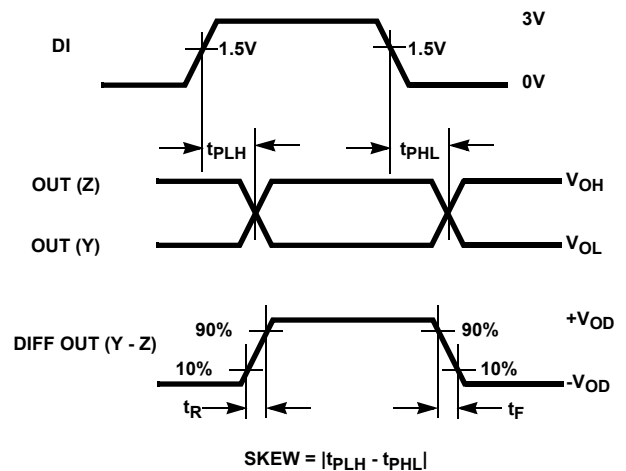 3V
DI
1.5V
1.5V
0V
tPLH
tPHL
OUT (Z)
VOH
OUT (Y)
VOL
+VOD
90%
90%
DIFF OUT (Y - Z)
10%
10%
-VOD
tR
tF
SKEW = |tPLH - tPHL|